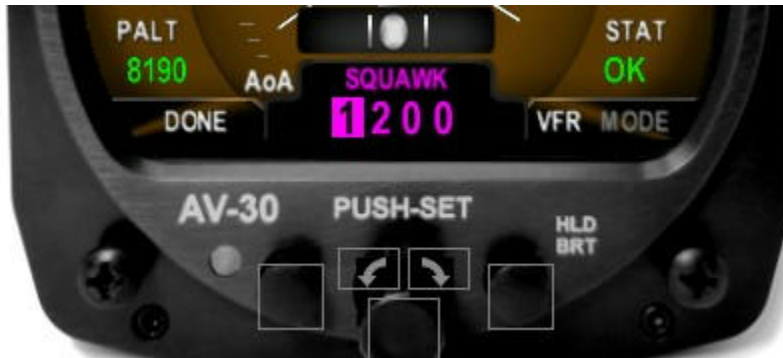 PALT
8190
AoA
SQUAWK
1200
STAT
OK
DONE
VFR MODE
AV-30
PUSH-SET
HLD
BRT